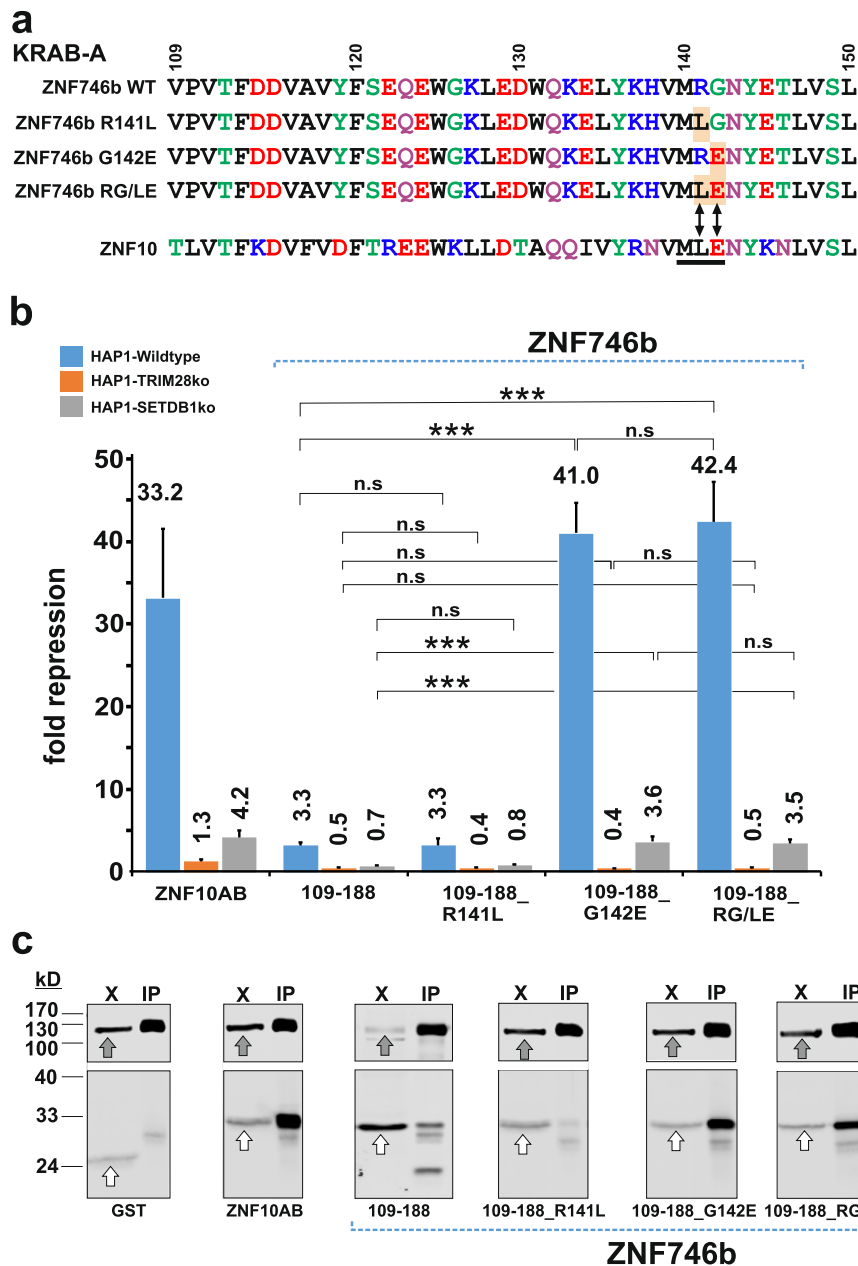 a
KRAB-A
109 120 130 140 150
ZNF746b WT VPVTFDDVAVYFSEQEWGKLEDWQKELYKHVMRGNYETLVSL
ZNF746b R141L VPVTFDDVAVYFSEQEWGKLEDWQKELYKHVMLGNYETLVSL
ZNF746b G142E VPVTFDDVAVYFSEQEWGKLEDWQKELYKHVMRENYETLVSL
ZNF746b RG/LE VPVTFDDVAVYFSEQEWGKLEDWQKELYKHVMLENYETLVSL
ZNF10 TLVTFKDVFVDFTREEWKLLDTAQQIVYRNVMLENYKNLVSL
b
ZNF746b
HAP1-Wildtype
HAP1-TRIM28ko
HAP1-SETDB1ko
***
*** n.s
50
33.2 41.0 42.4
n.s
n.s
40
n.s n.s
n.s
30
n.s
*** n.s
***
20
10
0
fold repression
1.3 4.2 3.3 0.5 0.7 3.3 0.4 0.8 0.4 3.6 0.5 3.5
ZNF10AB 109-188 109-188_ 109-188_ 109-188_
R141L G142E RG/LE
c
kD X IP X IP X IP X IP X IP X IP
170
130
100
40
33
24
GST ZNF10AB 109-188 109-188_R141L 109-188_G142E 109-188_RG
ZNF746b